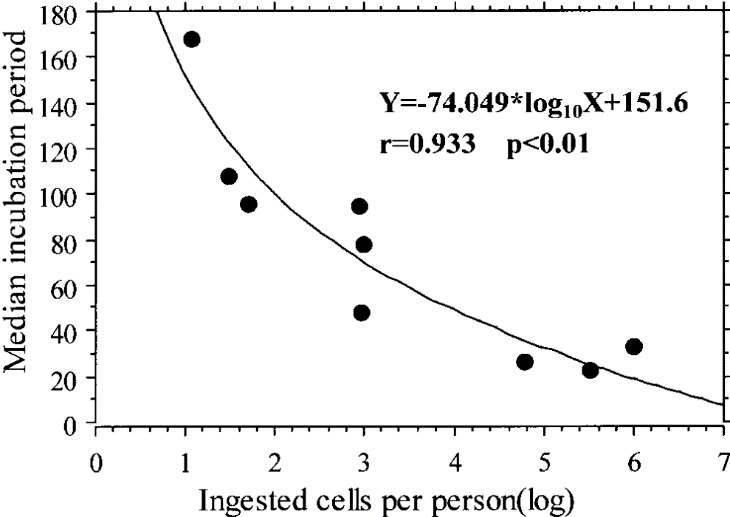 Median incubation period
180
160
140
120
100
80
60
40
20
0
Y=-74.049*log₁₀X+151.6
r=0.933 p<0.01
0 1 2 3 4 5 6 7
Ingested cells per person(log)